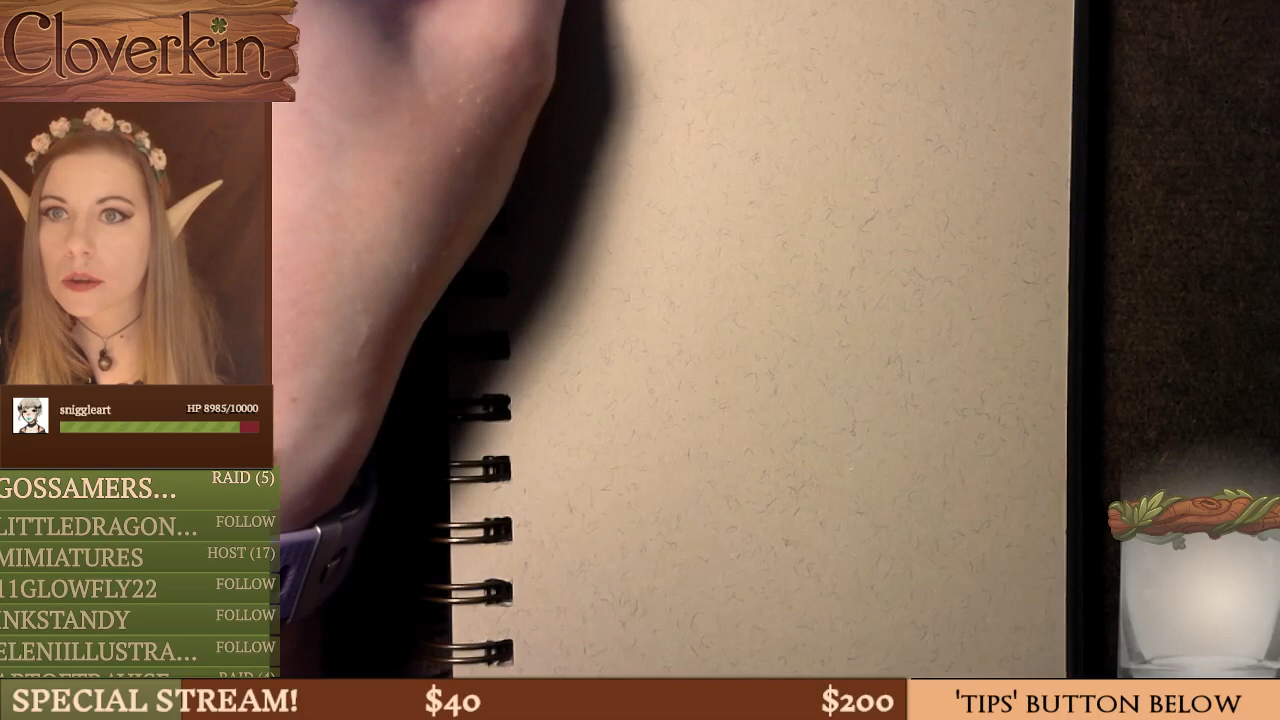 Cloverkin
sniggleart HP 8985/10000
GOSSAMERS... RAID (5)
LITTLEDRAGON... FOLLOW
MIMIATURES HOST (17)
11GLOWFLY22 FOLLOW
INKSTANDY FOLLOW
ELENIILLUSTRA... FOLLOW
SPECIAL STREAM! $40 $200 'TIPS' BUTTON BELOW